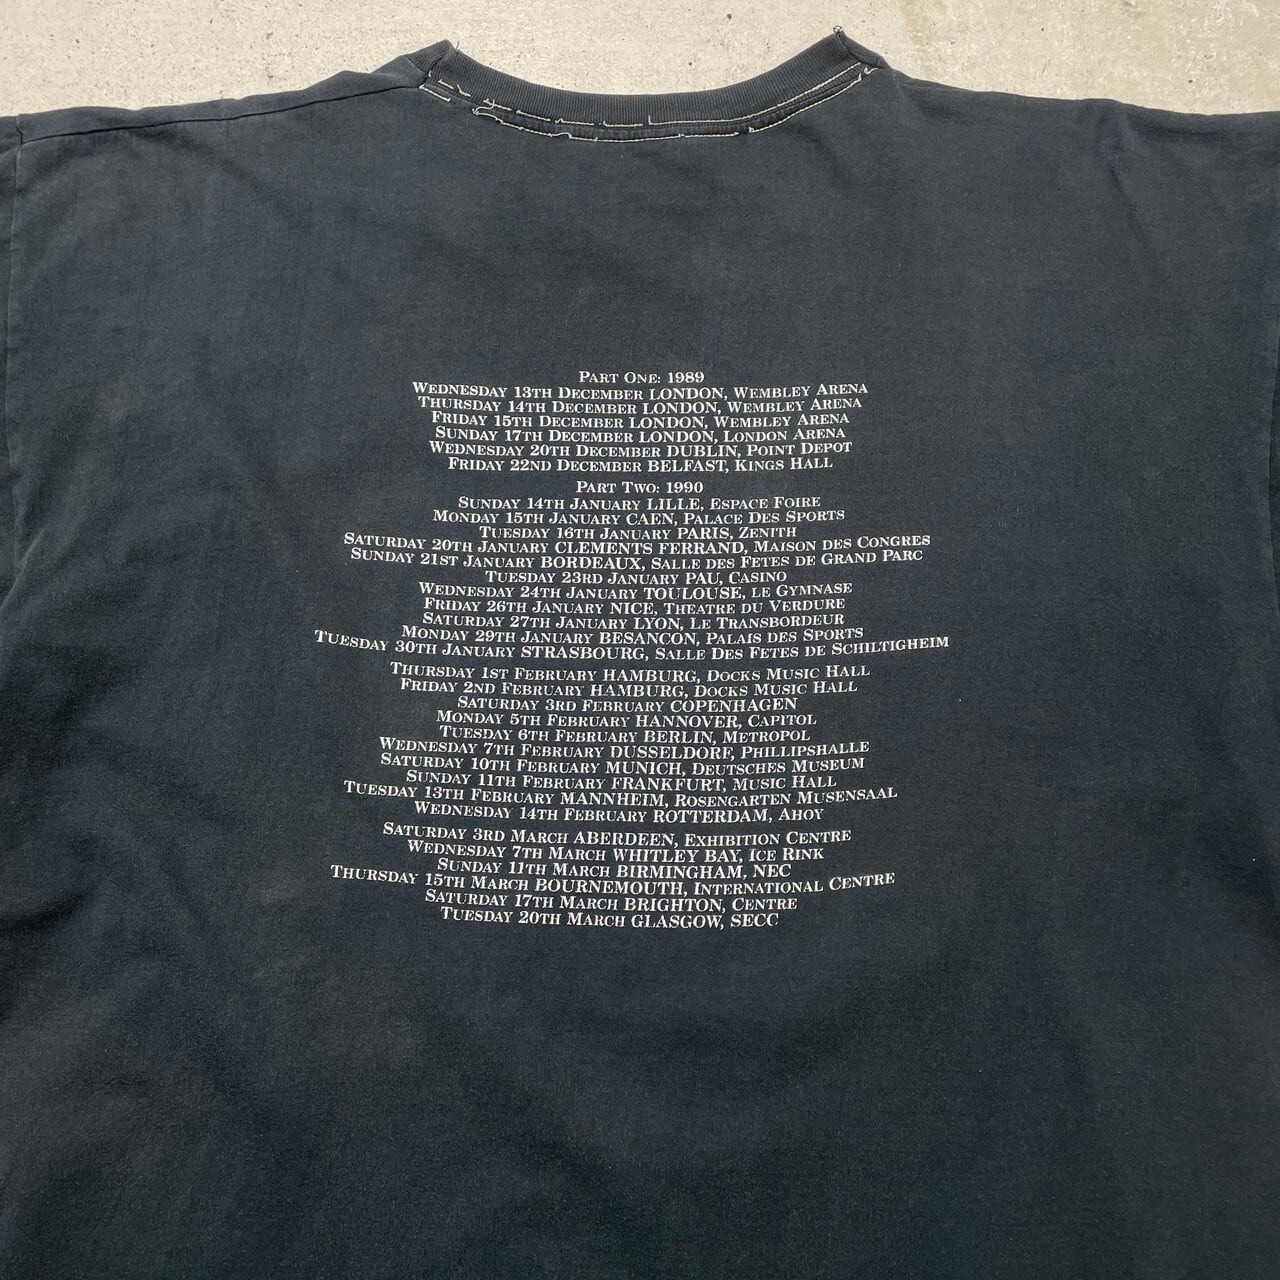 Part One: 1989
Wednesday 13th December LONDON, Wembley Arena
Thursday 14th December LONDON, Wembley Arena
Friday 15th December LONDON, Wembley Arena
Sunday 17th December LONDON, London Arena
Wednesday 20th December DUBLIN, Point Depot
Friday 22nd December BELFAST, Kings Hall
Part Two: 1990
Sunday 14th January LILLE, Espace Foire
Monday 15th January CAEN, Palace Des Sports
Tuesday 16th January PARIS, Zenith
Saturday 20th January CLEMENTS FERRAND, Maison des Congres
Sunday 21st January BORDEAUX, Salle des Fetes de Grand Parc
Tuesday 23rd January PAU, Casino
Wednesday 24th January TOULOUSE, le Gymnase
Friday 26th January NICE, Theatre du Verdure
Saturday 27th January LYON, Le Transbordeur
Monday 29th January BESANCON, Palais des Sports
Tuesday 30th January STRASBOURG, Salle Des Fetes de Schiltigheim
Thursday 1st February HAMBURG, Docks Music Hall
Friday 2nd February HAMBURG, Docks Music Hall
Saturday 3rd February COPENHAGEN
Monday 5th February HANNOVER, Capitol
Tuesday 6th February BERLIN, Metropol
Wednesday 7th February DUSSELDORF, Phillipshalle
Saturday 10th February MUNICH, Deutsches Museum
Sunday 11th February FRANKFURT, Music Hall
Tuesday 13th February MANNHEIM, Rosengarten Musensaal
Wednesday 14th February ROTTERDAM, Ahoy
Saturday 3rd March ABERDEEN, Exhibition Centre
Wednesday 7th March WHITLEY BAY, Ice Rink
Sunday 11th March BIRMINGHAM, NEC
Thursday 15th March BOURNEMOUTH, International Centre
Saturday 17th March BRIGHTON, Centre
Tuesday 20th March GLASGOW, SECC